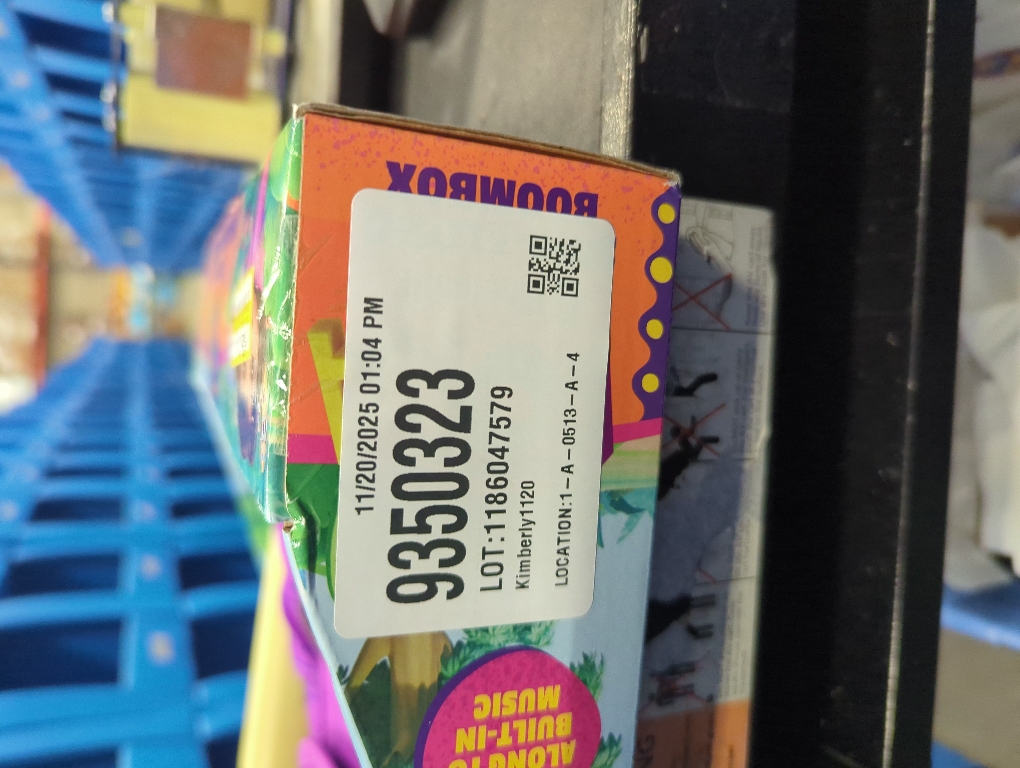 BOOMBOX
11/20/2025 01:04 PM
9350323
LOT:1186047579
Kimberly1120
LOCATION:1-A-0513-A-4
ALONG TO
BUILT-IN
MUSIC